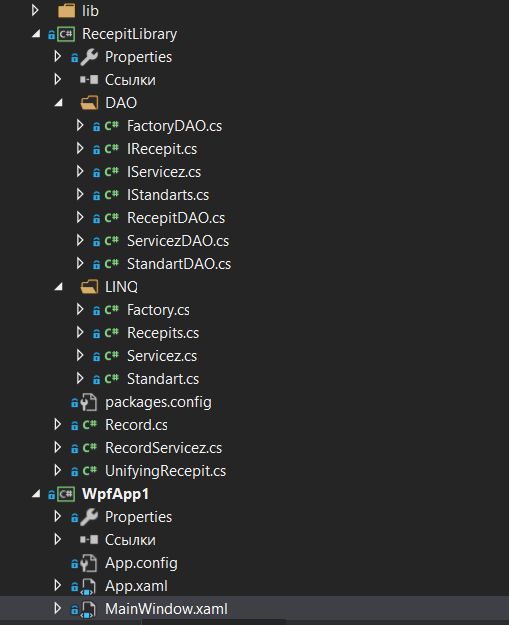 lib
C# RecepitLibrary
Properties
Ссылки
DAO
C# FactoryDAO.cs
C# IRecepit.cs
C# IServicez.cs
C# IStandarts.cs
C# RecepitDAO.cs
C# ServicezDAO.cs
C# StandartDAO.cs
LINQ
C# Factory.cs
C# Recepits.cs
C# Servicez.cs
C# Standart.cs
packages.config
C# Record.cs
C# RecordServicez.cs
C# UnifyingRecepit.cs
C# WpfApp1
Properties
Ссылки
App.config
App.xaml
MainWindow.xaml